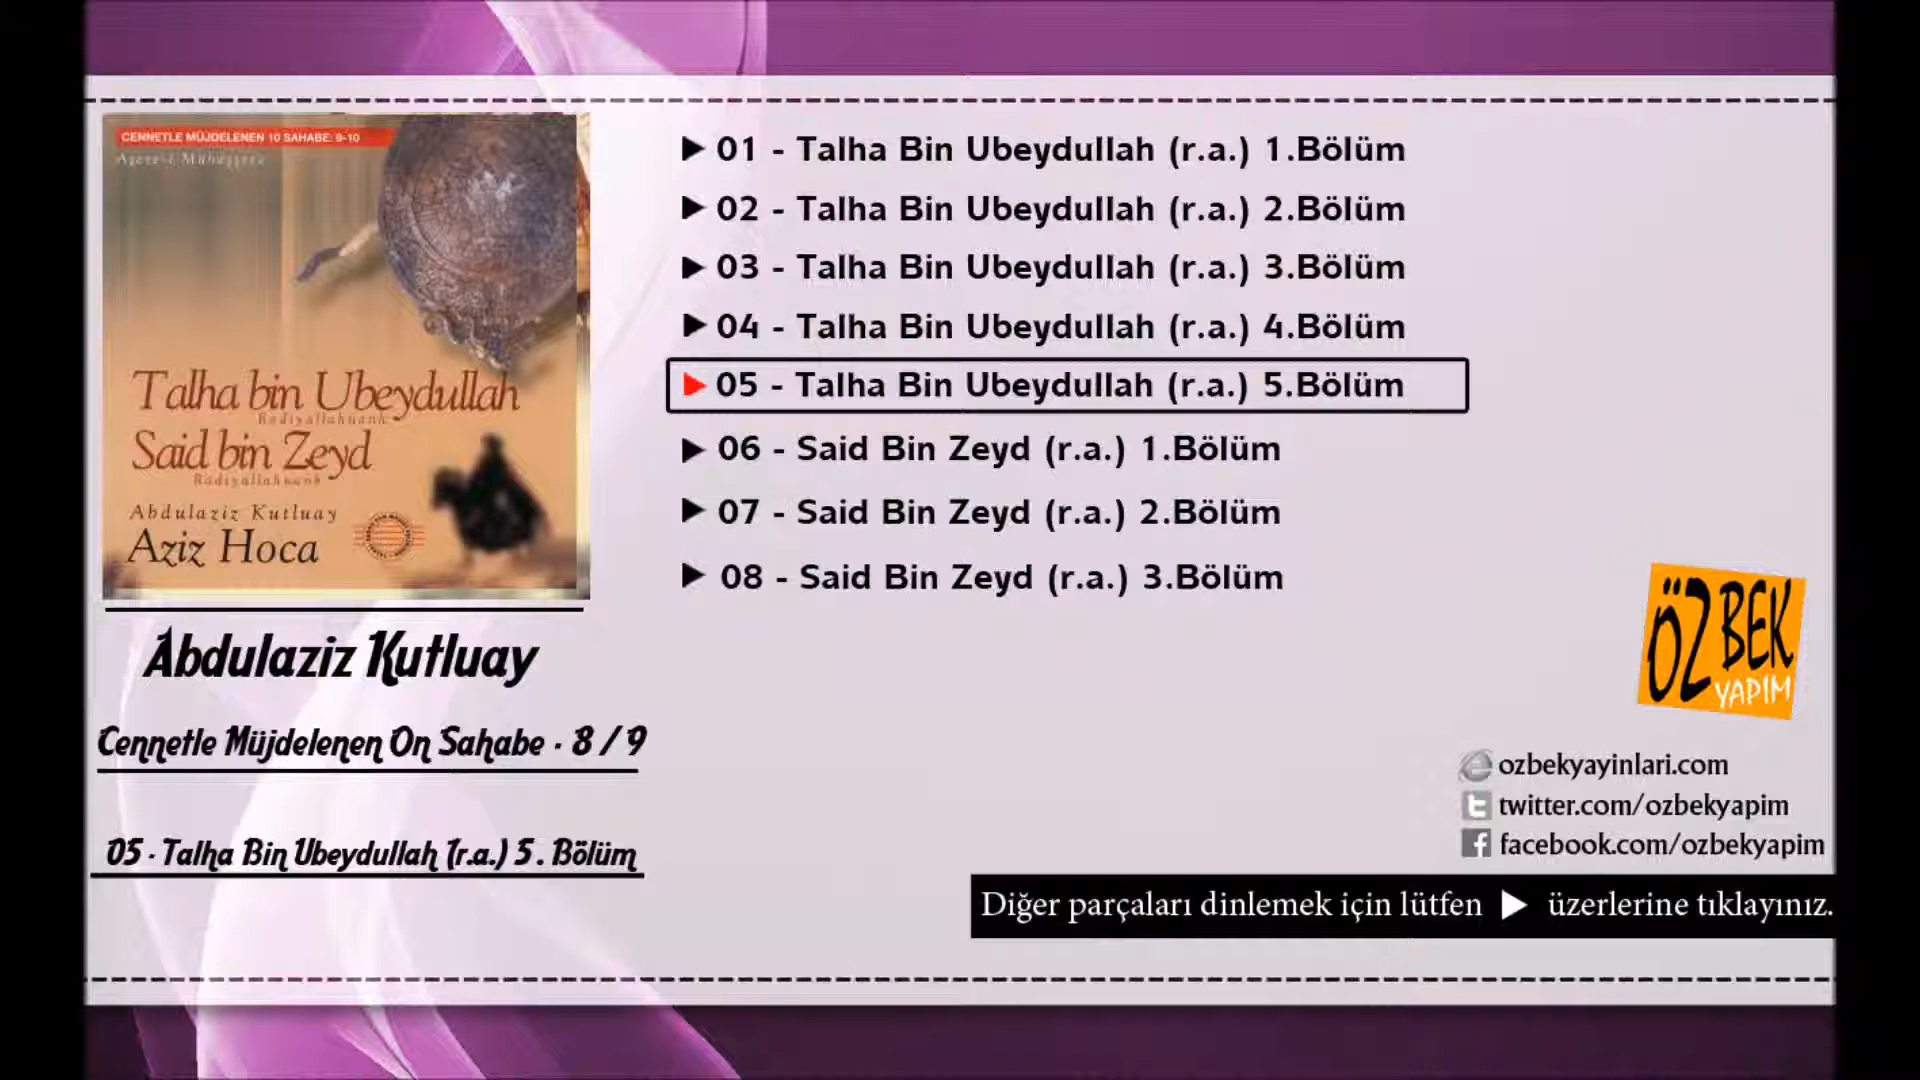 CENNETLE MÜJDELENEN 10 SAHABE: 9-10
Aşere-i Mübeşşere
Talha bin Ubeydullah
Radiyallahuanh
Said bin Zeyd
Radiyallahuanh
Abdulaziz Kutluay
Aziz Hoca
Abdulaziz Kutluay
Cennetle Müjdelenen On Sahabe - 8 / 9
05 - Talha Bin Ubeydullah (r.a.) 5. Bölüm
01 - Talha Bin Ubeydullah (r.a.) 1.Bölüm
02 - Talha Bin Ubeydullah (r.a.) 2.Bölüm
03 - Talha Bin Ubeydullah (r.a.) 3.Bölüm
04 - Talha Bin Ubeydullah (r.a.) 4.Bölüm
05 - Talha Bin Ubeydullah (r.a.) 5.Bölüm
06 - Said Bin Zeyd (r.a.) 1.Bölüm
07 - Said Bin Zeyd (r.a.) 2.Bölüm
08 - Said Bin Zeyd (r.a.) 3.Bölüm
ÖZBEK
YAPIM
ozbekyayinlari.com
twitter.com/ozbekyapim
facebook.com/ozbekyapim
Diğer parçaları dinlemek için lütfen ▶ üzerlerine tıklayınız.